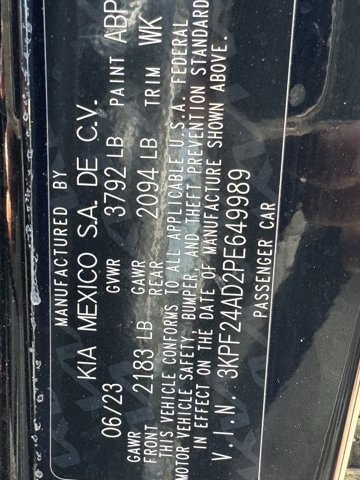 MANUFACTURED BY
KIA MEXICO S.A. DE C.V.
06/23 GVWR 3792 LB PAINT ABP
GAWR FRONT 2183 LB GAWR REAR 2094 LB TRIM WK
THIS VEHICLE CONFORMS TO ALL APPLICABLE U.S.A. FEDERAL
MOTOR VEHICLE SAFETY, BUMPER, AND THEFT PREVENTION STANDARD
IN EFFECT ON THE DATE OF MANUFACTURE SHOWN ABOVE.
V.I.N. 3KPF24AD2PE649989
PASSENGER CAR